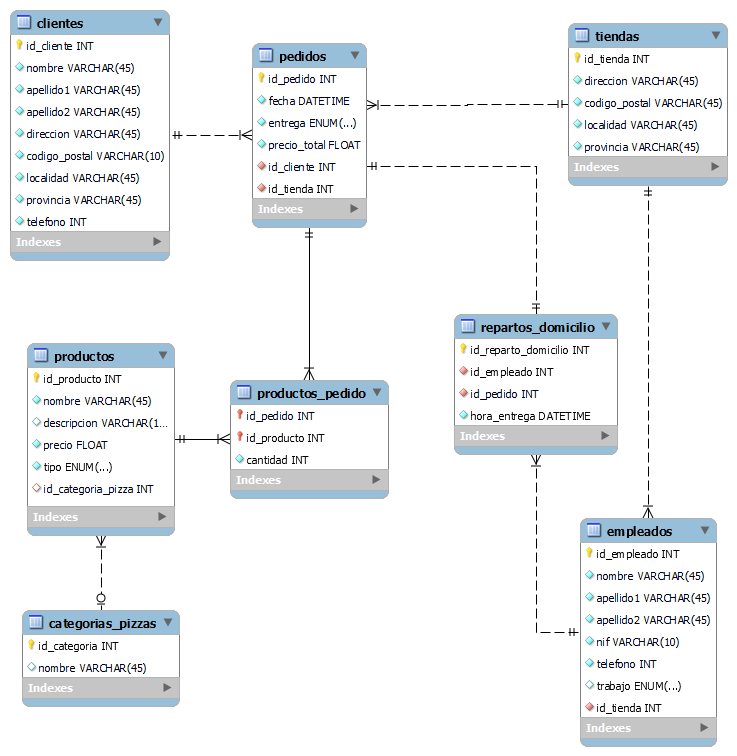 clientes
id_cliente INT
nombre VARCHAR(45)
apellido1 VARCHAR(45)
apellido2 VARCHAR(45)
direccion VARCHAR(45)
codigo_postal VARCHAR(10)
localidad VARCHAR(45)
provincia VARCHAR(45)
telefono INT
Indexes
pedidos
id_pedido INT
fecha DATETIME
entrega ENUM(...)
precio_total FLOAT
id_cliente INT
id_tienda INT
Indexes
tiendas
id_tienda INT
direccion VARCHAR(45)
codigo_postal VARCHAR(45)
localidad VARCHAR(45)
provincia VARCHAR(45)
Indexes
productos
id_producto INT
nombre VARCHAR(45)
descripcion VARCHAR(1...
precio FLOAT
tipo ENUM(...)
id_categoria_pizza INT
Indexes
productos_pedido
id_pedido INT
id_producto INT
cantidad INT
Indexes
repartos_domicilio
id_reparto_domicilio INT
id_empleado INT
id_pedido INT
hora_entrega DATETIME
Indexes
categorias_pizzas
id_categoria INT
nombre VARCHAR(45)
Indexes
empleados
id_empleado INT
nombre VARCHAR(45)
apellido1 VARCHAR(45)
apellido2 VARCHAR(45)
nif VARCHAR(10)
telefono INT
trabajo ENUM(...)
id_tienda INT
Indexes